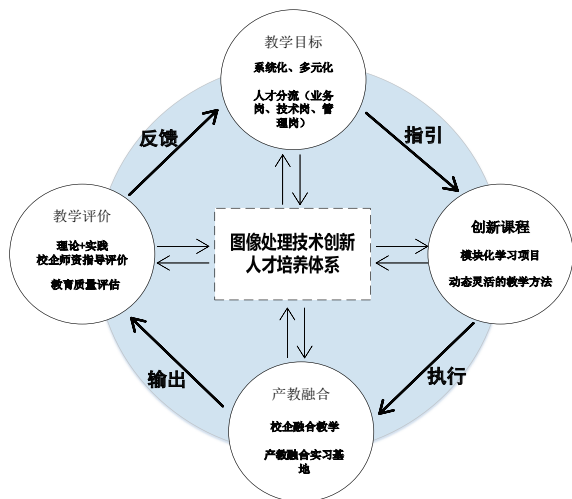 教学目标
系统化、多元化
人才分流（业务
岗、技术岗、管
理岗）
反馈
指引
教学评价
理论+实践
校企师资指导评价
教育质量评估
图像处理技术创新
人才培养体系
创新课程
模块化学习项目
动态灵活的教学方法
输出
执行
产教融合
校企融合教学
产教融合实习基
地